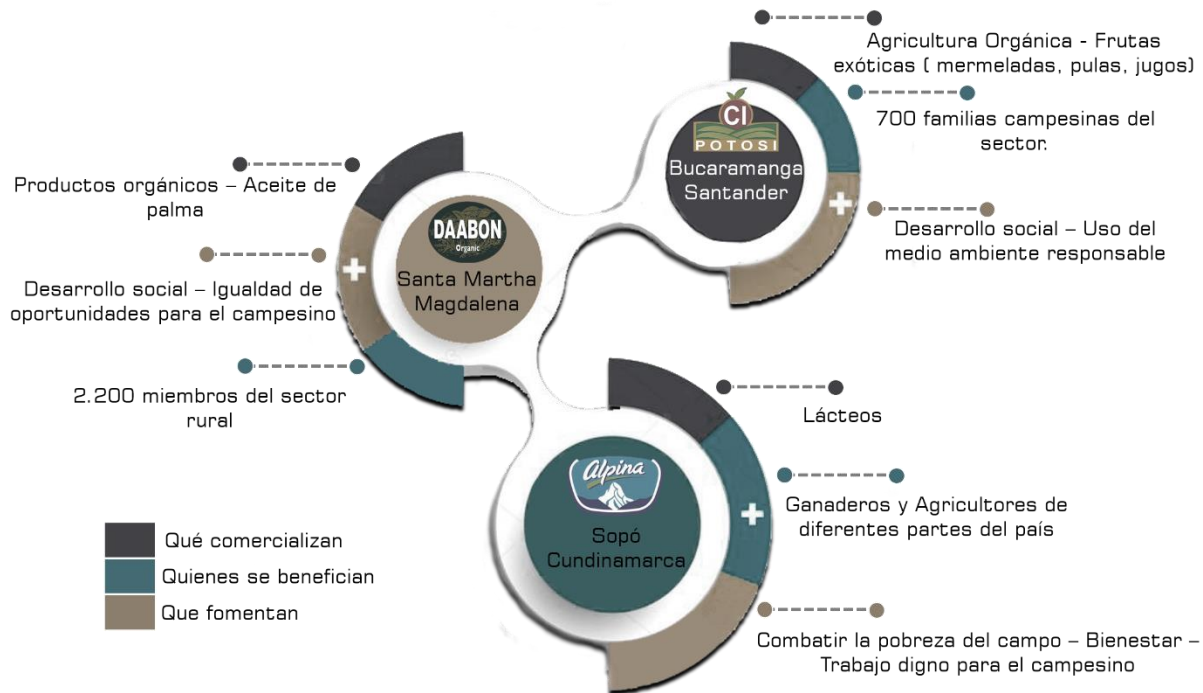 Agricultura Orgánica - Frutas
exóticas ( mermeladas, pulas, jugos)
700 familias campesinas del
sector.
Desarrollo social – Uso del
medio ambiente responsable
CI
POTOSI
Bucaramanga
Santander
Productos orgánicos – Aceite de
palma
Desarrollo social – Igualdad de
oportunidades para el campesino
2.200 miembros del sector
rural
DAABON
Organic
Santa Martha
Magdalena
Lácteos
Ganaderos y Agricultores de
diferentes partes del país
Combatir la pobreza del campo – Bienestar –
Trabajo digno para el campesino
Alpina
Sopó
Cundinamarca
Qué comercializan
Quienes se benefician
Que fomentan